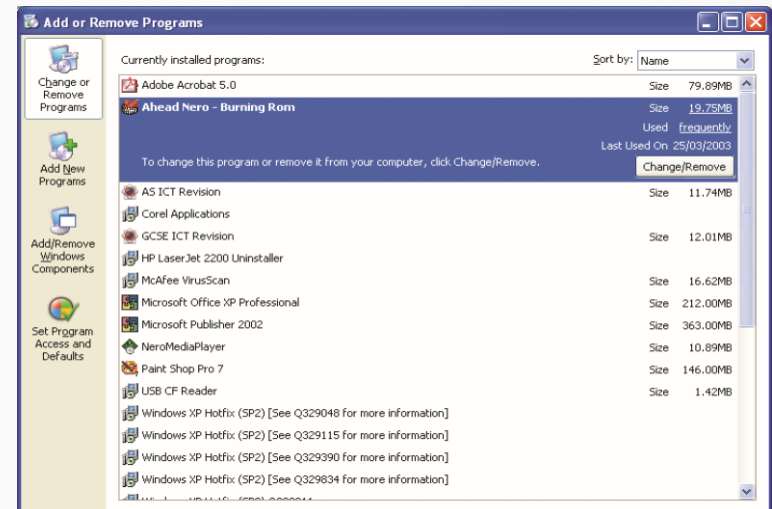 Add or Remove Programs
Change or
Remove
Programs
Add New
Programs
Add/Remove
Windows
Components
Set Program
Access and
Defaults
Currently installed programs:
Sort by: Name
Adobe Acrobat 5.0 Size 79.89MB
Ahead Nero - Burning Rom Size 19.75MB
Used frequently
Last Used On 25/03/2003
To change this program or remove it from your computer, click Change/Remove. Change/Remove
AS ICT Revision Size 11.74MB
Corel Applications
GCSE ICT Revision Size 12.01MB
HP LaserJet 2200 Uninstaller
McAfee VirusScan Size 16.62MB
Microsoft Office XP Professional Size 212.00MB
Microsoft Publisher 2002 Size 363.00MB
NeroMediaPlayer Size 10.89MB
Paint Shop Pro 7 Size 146.00MB
USB CF Reader Size 1.42MB
Windows XP Hotfix (SP2) [See Q329048 for more information]
Windows XP Hotfix (SP2) [See Q329115 for more information]
Windows XP Hotfix (SP2) [See Q329390 for more information]
Windows XP Hotfix (SP2) [See Q329834 for more information]
Windows XP Hotfix (SP2)